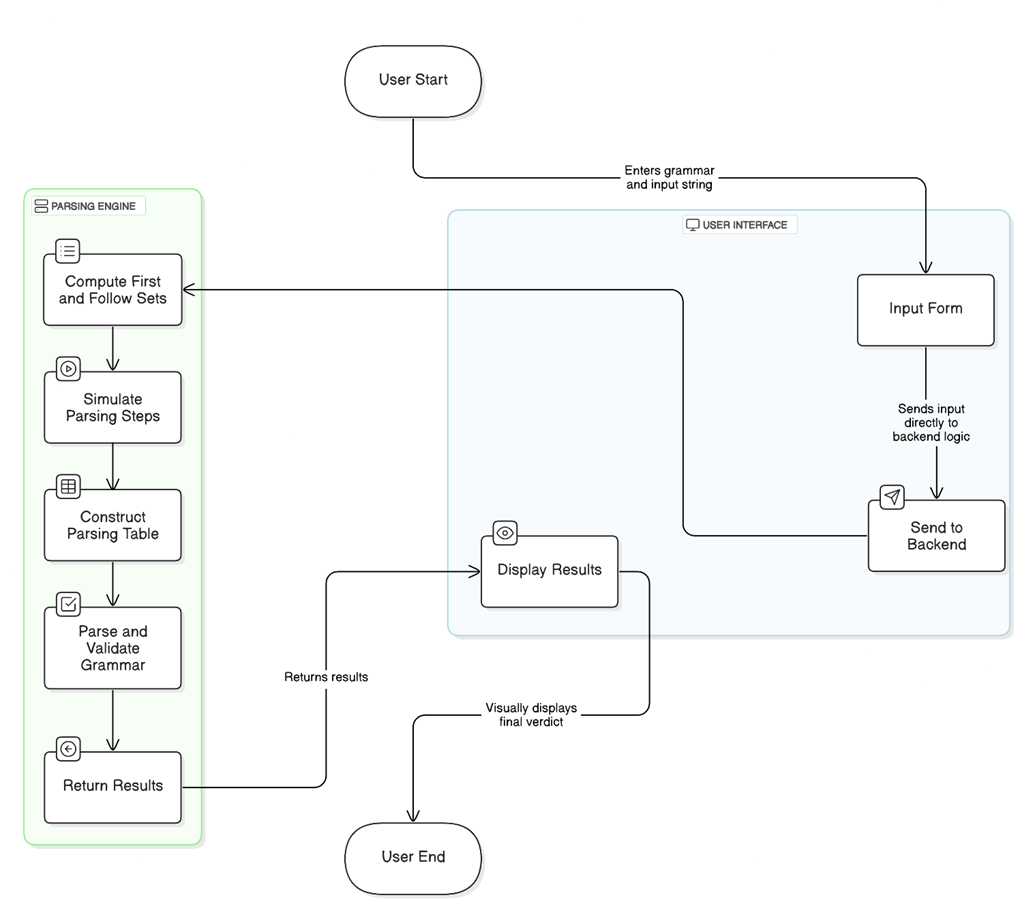 User Start
Enters grammar
and input string
PARSING ENGINE
USER INTERFACE
Compute First
and Follow Sets
Input Form
Simulate
Parsing Steps
Sends input
directly to
backend logic
Construct
Parsing Table
Send to
Backend
Display Results
Parse and
Validate
Grammar
Returns results
Visually displays
final verdict
Return Results
User End